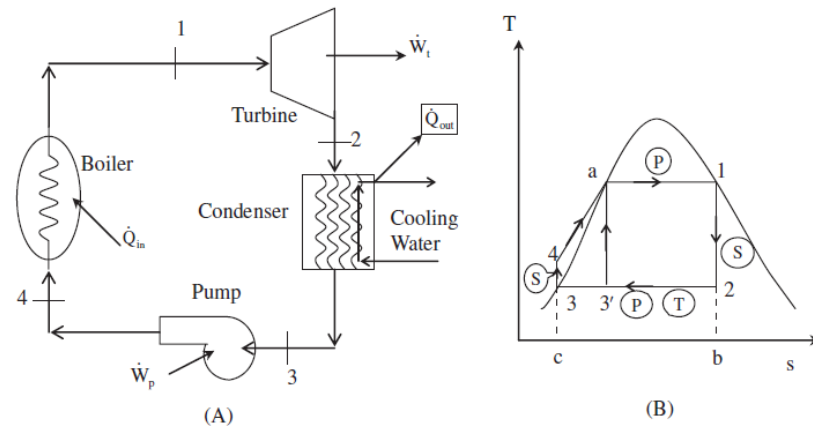 1
Ẇt
Turbine
2
Q̇out
Boiler
Condenser
Cooling
Water
Q̇in
4
Pump
3
Ẇp
(A)
T
a
P
1
4
S
S
3
3′
P
T
2
c
b
s
(B)